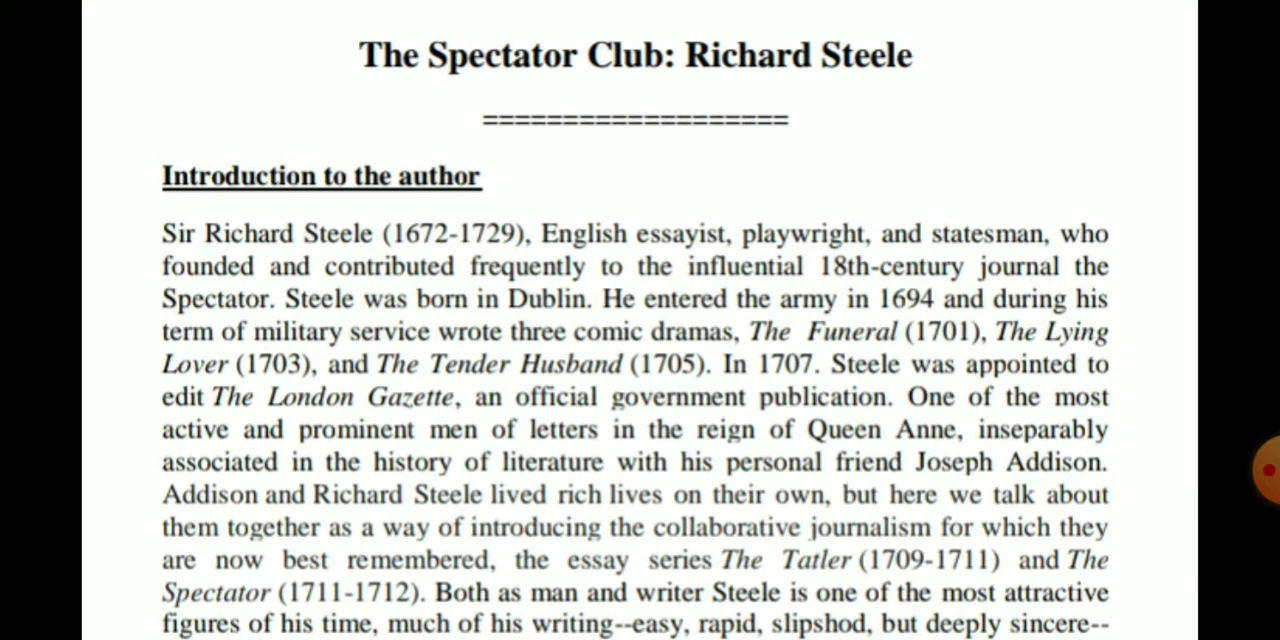 The Spectator Club: Richard Steele
===================
Introduction to the author
Sir Richard Steele (1672-1729), English essayist, playwright, and statesman, who
founded and contributed frequently to the influential 18th-century journal the
Spectator. Steele was born in Dublin. He entered the army in 1694 and during his
term of military service wrote three comic dramas, The Funeral (1701), The Lying
Lover (1703), and The Tender Husband (1705). In 1707. Steele was appointed to
edit The London Gazette, an official government publication. One of the most
active and prominent men of letters in the reign of Queen Anne, inseparably
associated in the history of literature with his personal friend Joseph Addison.
Addison and Richard Steele lived rich lives on their own, but here we talk about
them together as a way of introducing the collaborative journalism for which they
are now best remembered, the essay series The Tatler (1709-1711) and The
Spectator (1711-1712). Both as man and writer Steele is one of the most attractive
figures of his time, much of his writing--easy, rapid, slipshod, but deeply sincere--